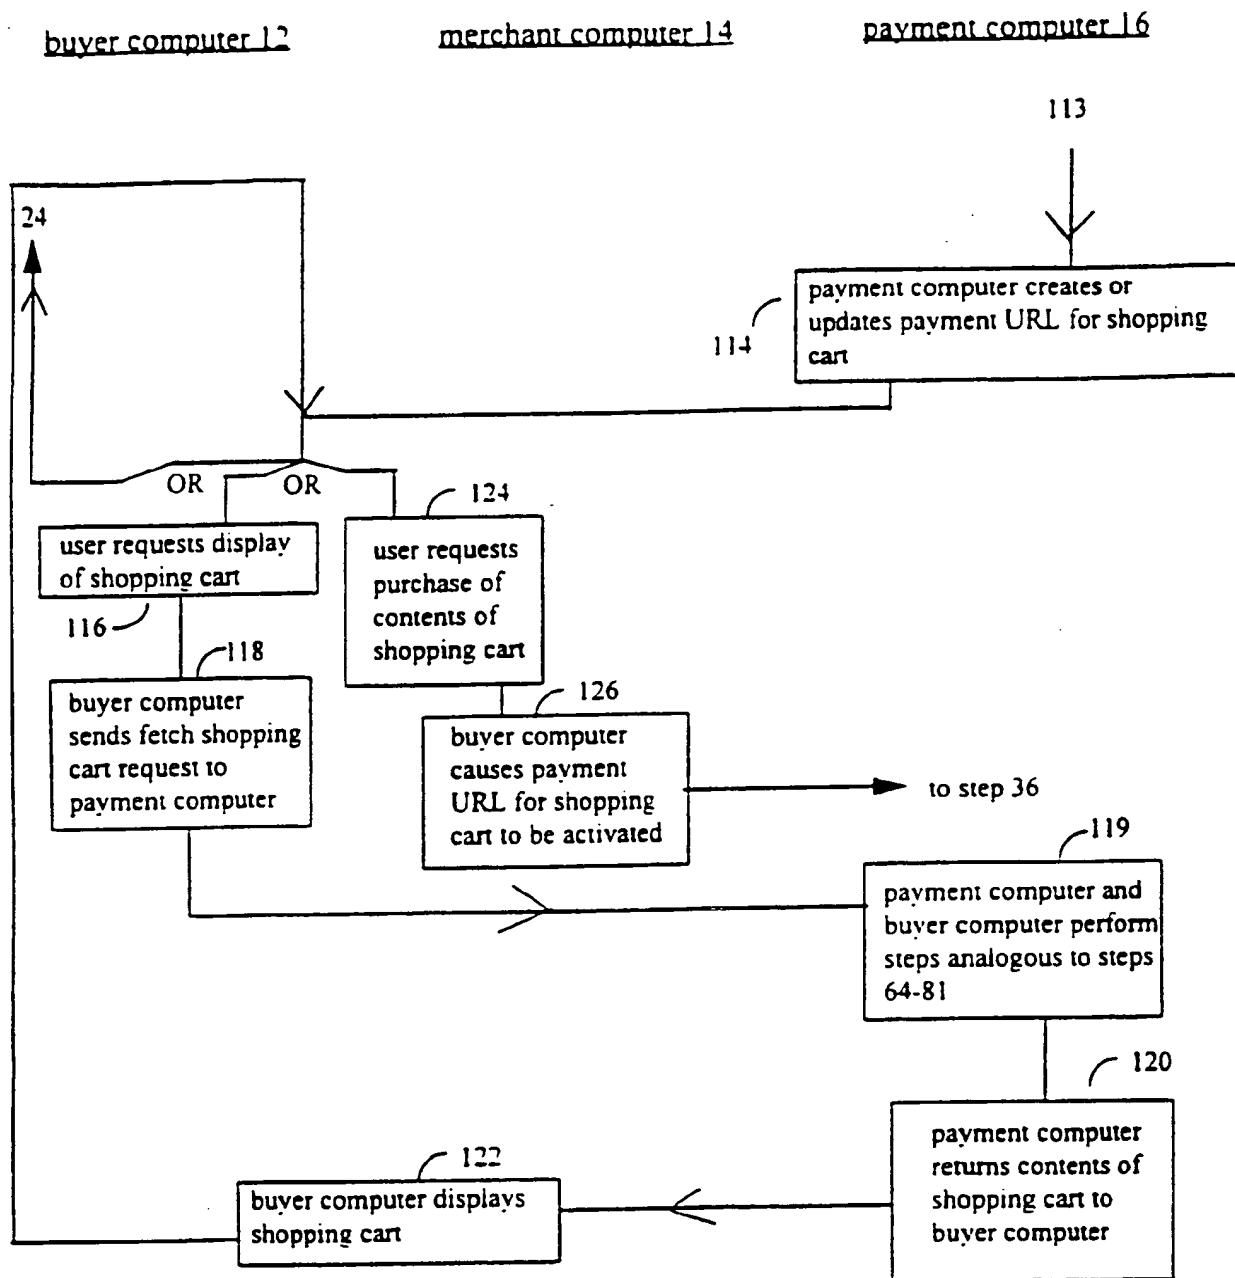 buyer computer 12
merchant computer 14
payment computer 16
113
24
payment computer creates or
updates payment URL for shopping
cart
114
OR
OR
124
user requests display
of shopping cart
116
user requests
purchase of
contents of
shopping cart
118
buyer computer
sends fetch shopping
cart request to
payment computer
126
buyer computer
causes payment
URL for shopping
cart to be activated
to step 36
119
payment computer and
buyer computer perform
steps analogous to steps
64-81
120
payment computer
returns contents of
shopping cart to
buyer computer
122
buyer computer displays
shopping cart